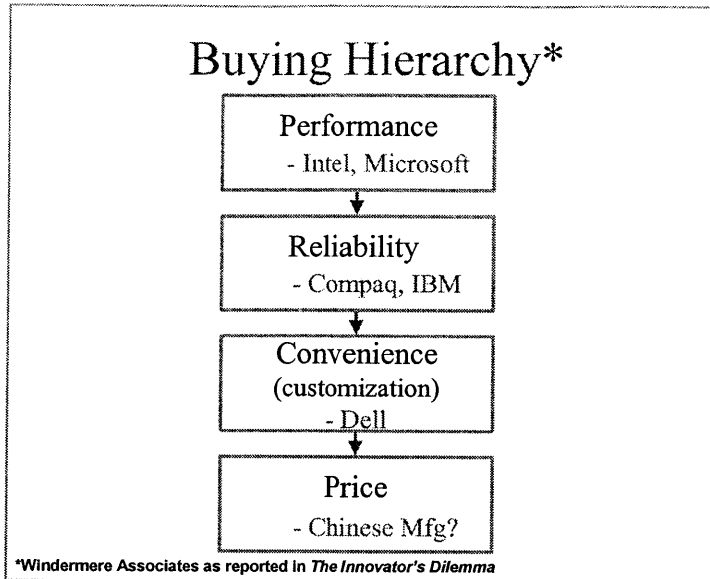 Buying Hierarchy*
Performance
- Intel, Microsoft
Reliability
- Compaq, IBM
Convenience
(customization)
- Dell
Price
- Chinese Mfg?
*Windermere Associates as reported in The Innovator's Dilemma